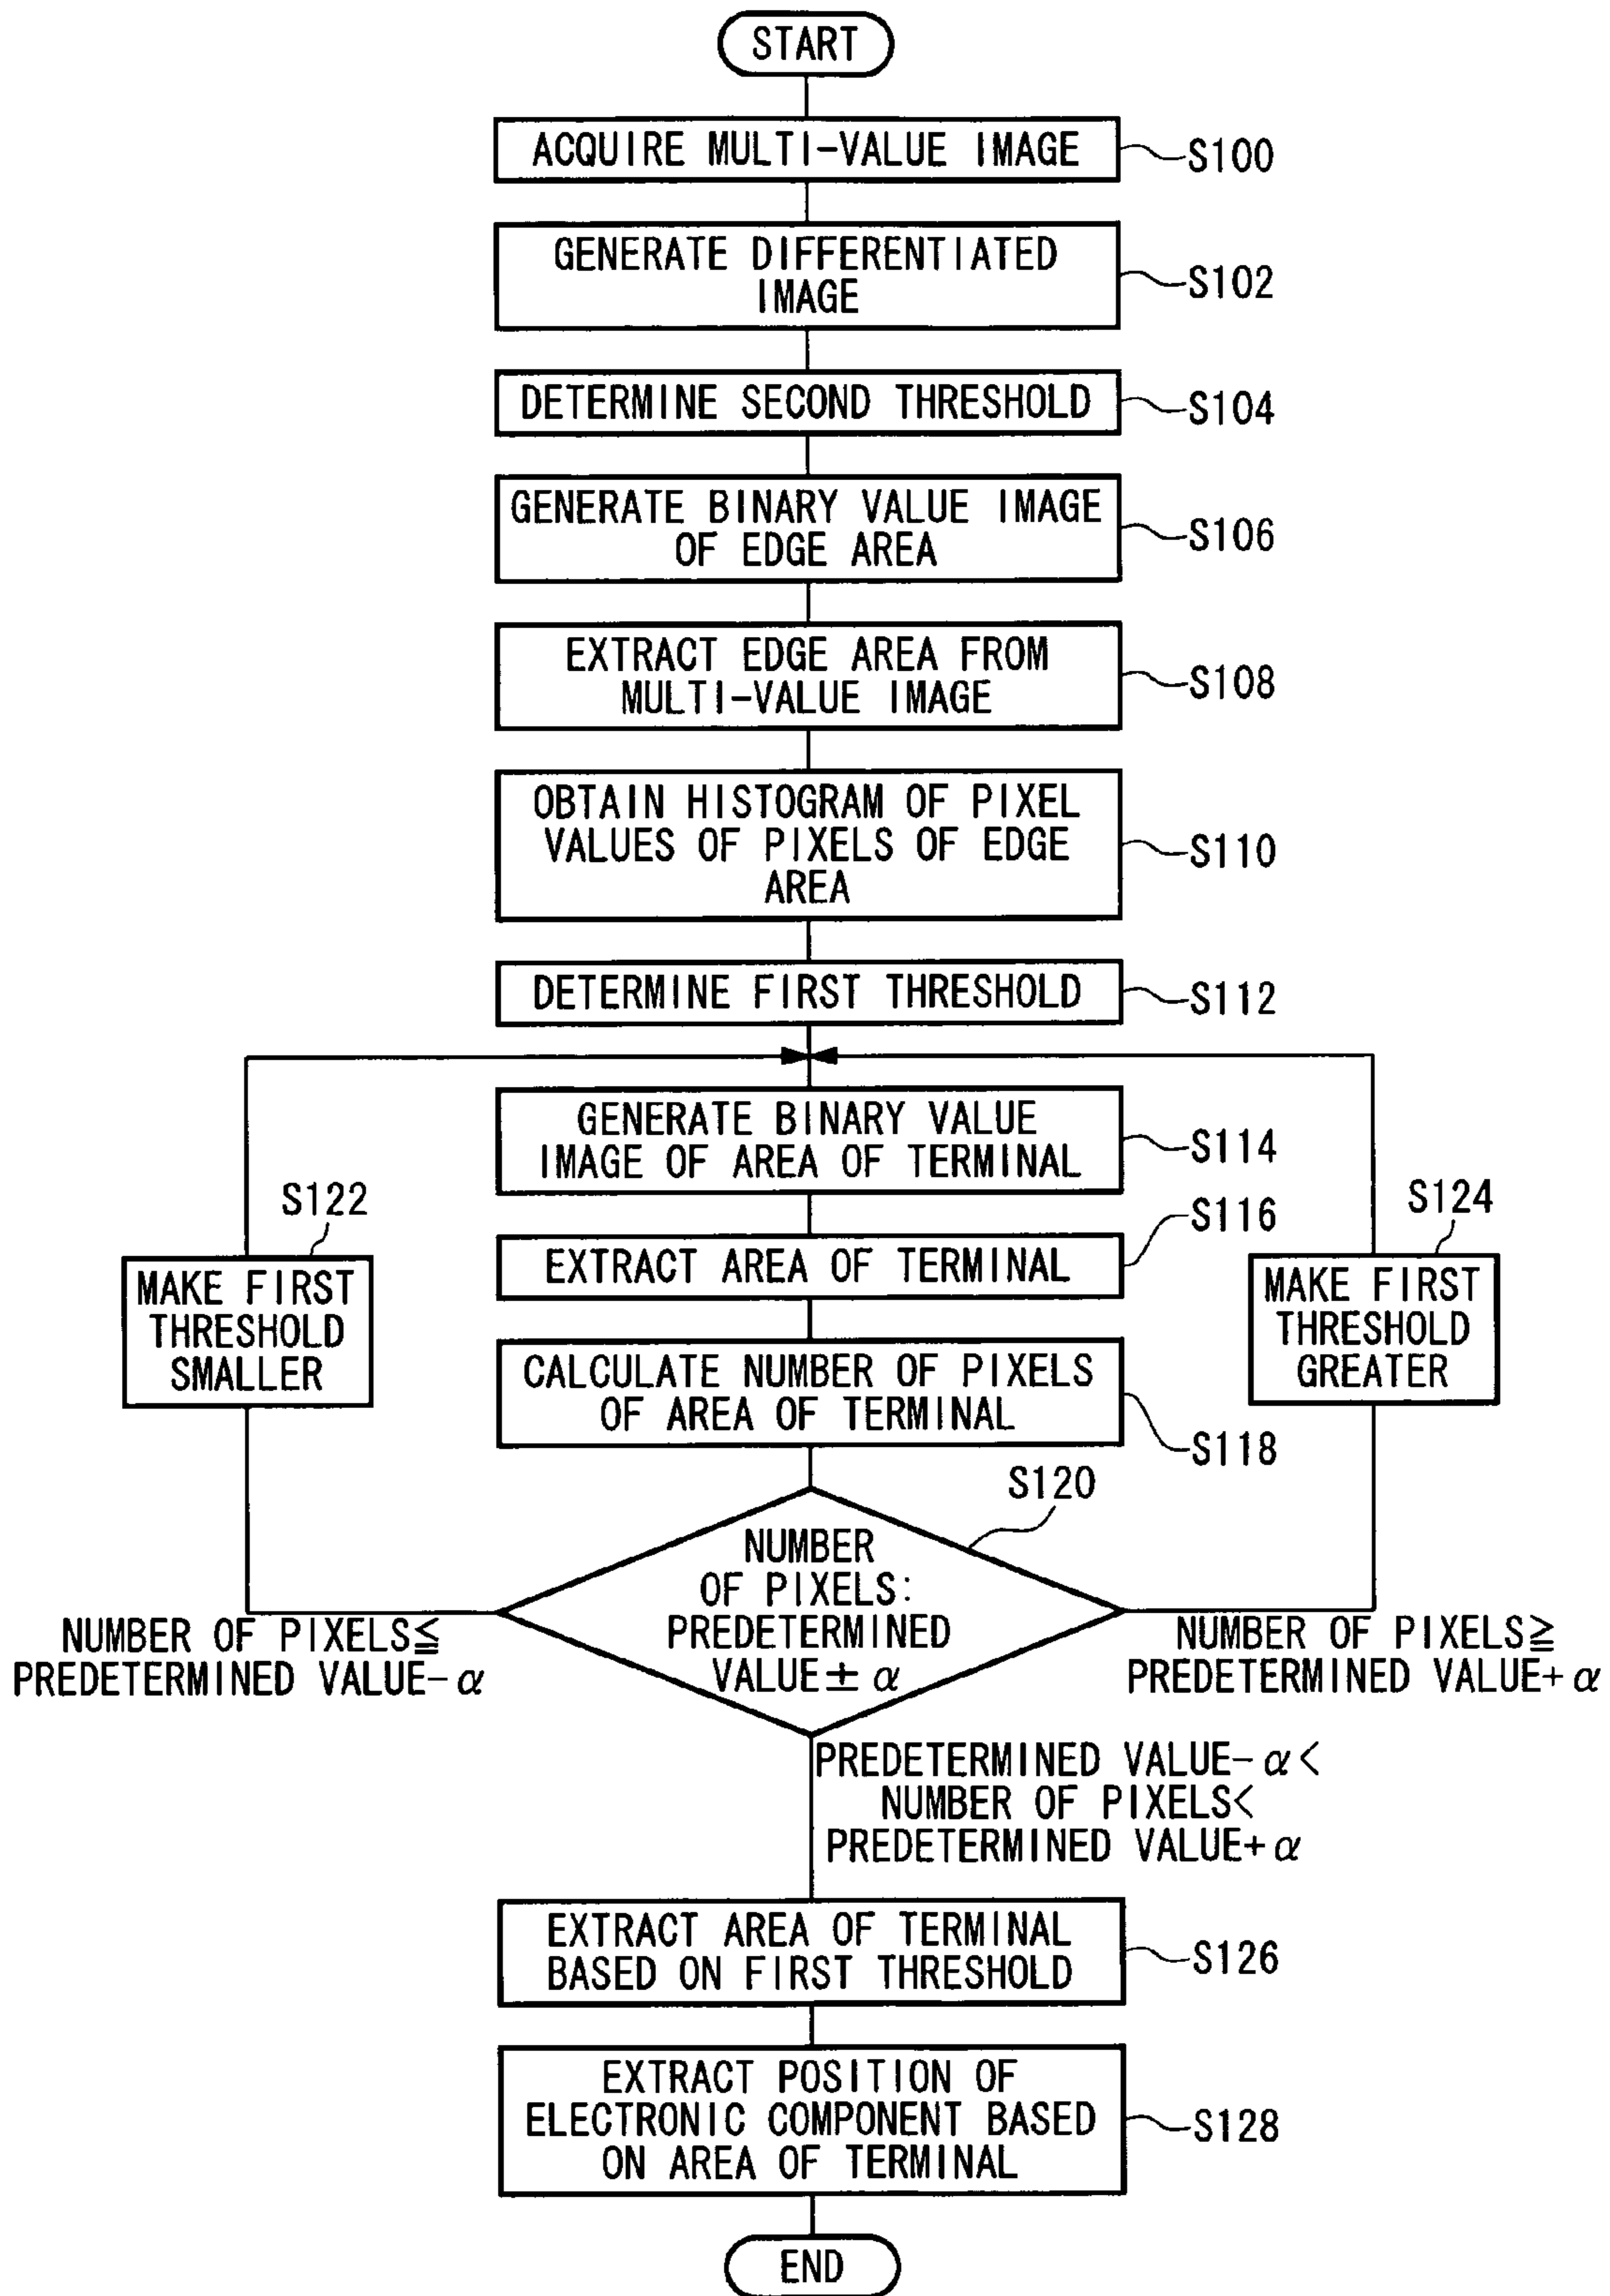 START
ACQUIRE MULTI-VALUE IMAGE
S100
GENERATE DIFFERENTIATED
IMAGE
S102
DETERMINE SECOND THRESHOLD
S104
GENERATE BINARY VALUE IMAGE
OF EDGE AREA
S106
EXTRACT EDGE AREA FROM
MULTI-VALUE IMAGE
S108
OBTAIN HISTOGRAM OF PIXEL
VALUES OF PIXELS OF EDGE
AREA
S110
DETERMINE FIRST THRESHOLD
S112
GENERATE BINARY VALUE
IMAGE OF AREA OF TERMINAL
S114
EXTRACT AREA OF TERMINAL
S116
S122
MAKE FIRST
THRESHOLD
SMALLER
S124
MAKE FIRST
THRESHOLD
GREATER
CALCULATE NUMBER OF PIXELS
OF AREA OF TERMINAL
S118
S120
NUMBER
OF PIXELS:
PREDETERMINED
VALUE±α
NUMBER OF PIXELS≦
PREDETERMINED VALUE-α
NUMBER OF PIXELS≧
PREDETERMINED VALUE+α
PREDETERMINED VALUE-α<
NUMBER OF PIXELS<
PREDETERMINED VALUE+α
EXTRACT AREA OF TERMINAL
BASED ON FIRST THRESHOLD
S126
EXTRACT POSITION OF
ELECTRONIC COMPONENT BASED
ON AREA OF TERMINAL
S128
END